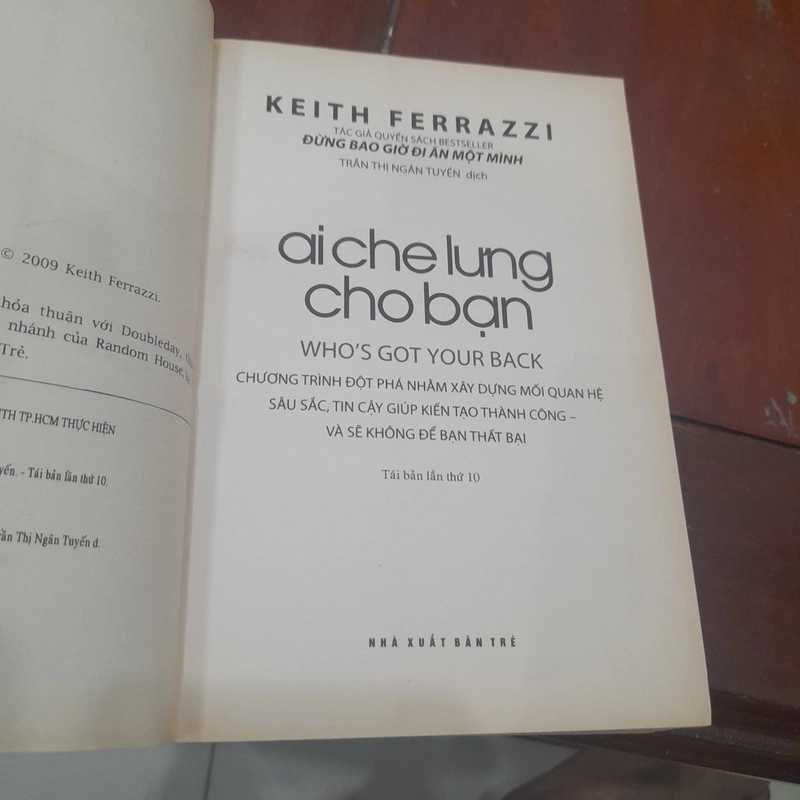 © 2009 Keith Ferrazzi.
hỏa thuận với Doubleday,
nhánh của Random House,
Trẻ.
TH TP.HCM THỰC HIỆN
yến. - Tái bản lần thứ 10.
rần Thị Ngân Tuyến d.
KEITH FERRAZZI
TÁC GIẢ QUYỂN SÁCH BESTSELLER
ĐỪNG BAO GIỜ ĐI ĂN MỘT MÌNH
TRẦN THỊ NGÂN TUYẾN dịch
ai che lưng
cho bạn
WHO'S GOT YOUR BACK
CHƯƠNG TRÌNH ĐỘT PHÁ NHẰM XÂY DỰNG MỐI QUAN HỆ
SÂU SẮC, TIN CẬY GIÚP KIẾN TẠO THÀNH CÔNG –
VÀ SẼ KHÔNG ĐỂ BẠN THẤT BẠI
Tái bản lần thứ 10
NHÀ XUẤT BẢN TRẺ